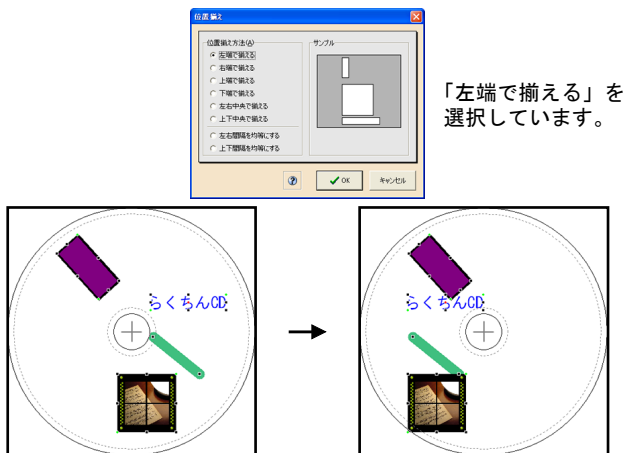 位置揃え
位置揃え方法(A)
左端で揃える
右端で揃える
上端で揃える
下端で揃える
左右中央で揃える
上下中央で揃える
左右間隔を均等にする
上下間隔を均等にする
サンプル
?
OK
キャンセル
「左端で揃える」を
選択しています。
らくちんCD
らくちんCD